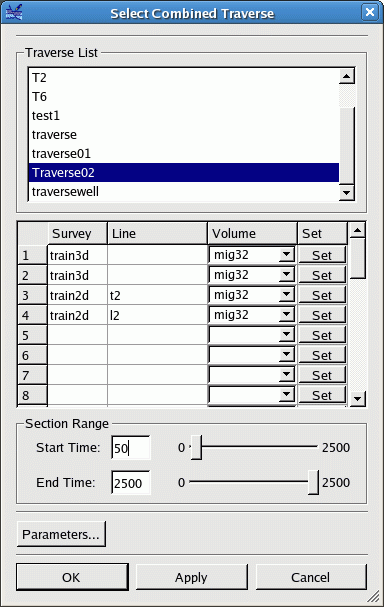 Select Combined Traverse
Traverse List
T2
T6
test1
traverse
traverse01
Traverse02
traversewell
Survey Line Volume Set
1 train3d mig32 Set
2 train3d mig32 Set
3 train2d t2 mig32 Set
4 train2d l2 mig32 Set
5 Set
6 Set
7 Set
8 Set
Section Range
Start Time: 50 0 2500
End Time: 2500 0 2500
Parameters...
OK Apply Cancel